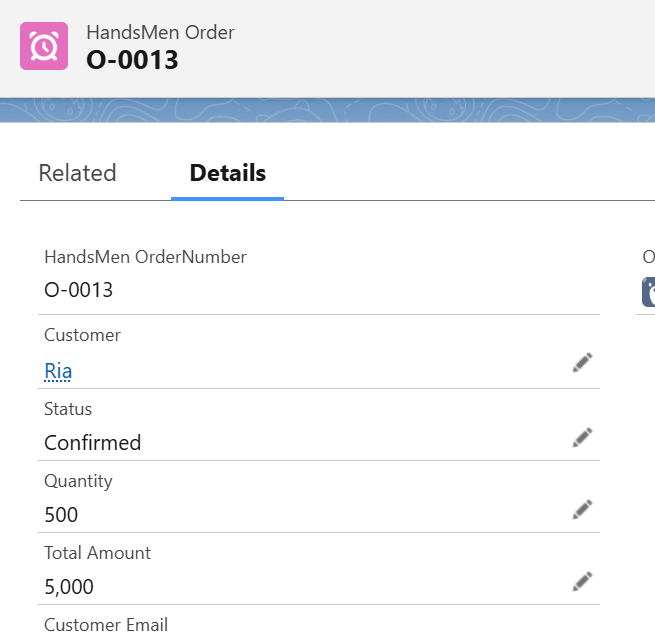 HandsMen Order
O-0013
Related
Details
HandsMen OrderNumber
O-0013
Customer
Ria
Status
Confirmed
Quantity
500
Total Amount
5,000
Customer Email